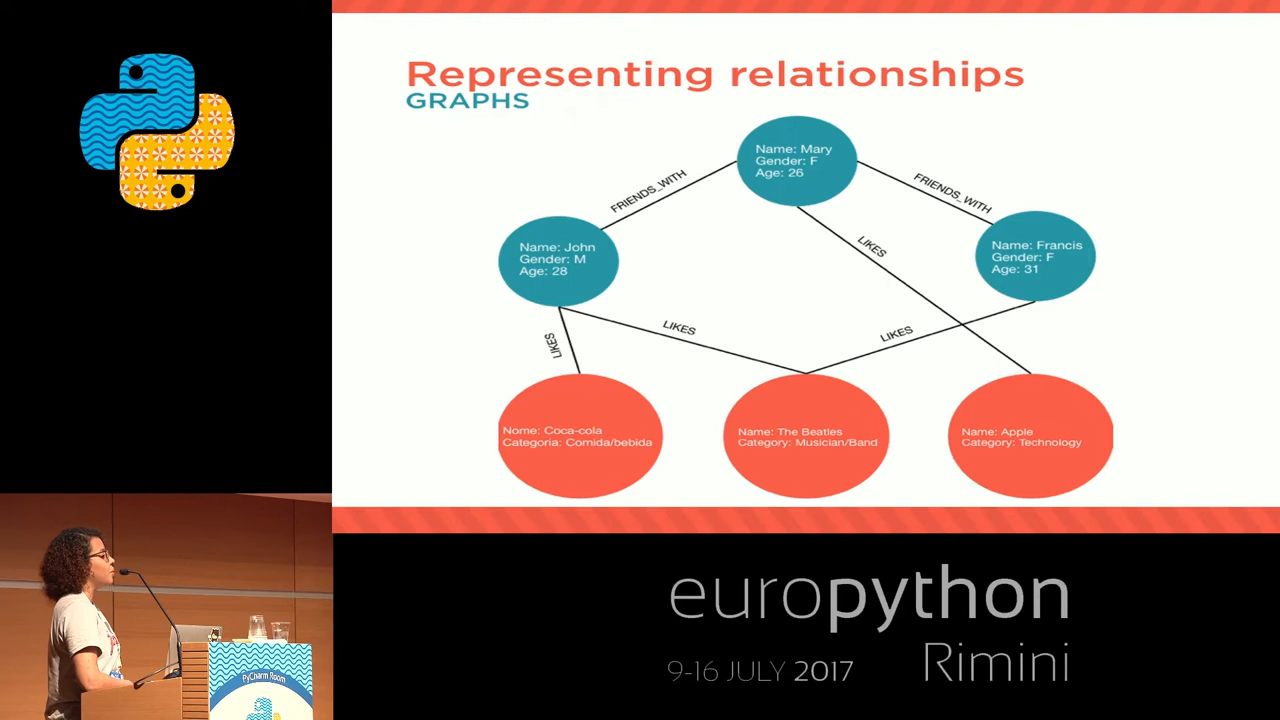 Representing relationships
GRAPHS
Name: Mary
Gender: F
Age: 26
FRIENDS_WITH
FRIENDS_WITH
Name: John
Gender: M
Age: 28
LIKES
Name: Francis
Gender: F
Age: 31
LIKES
LIKES
LIKES
Nome: Coca-cola
Categoria: Comida/bebida
Name: The Beatles
Category: Musician/Band
Name: Apple
Category: Technology
europython
9-16 JULY 2017
Rimini
PyCharm Room